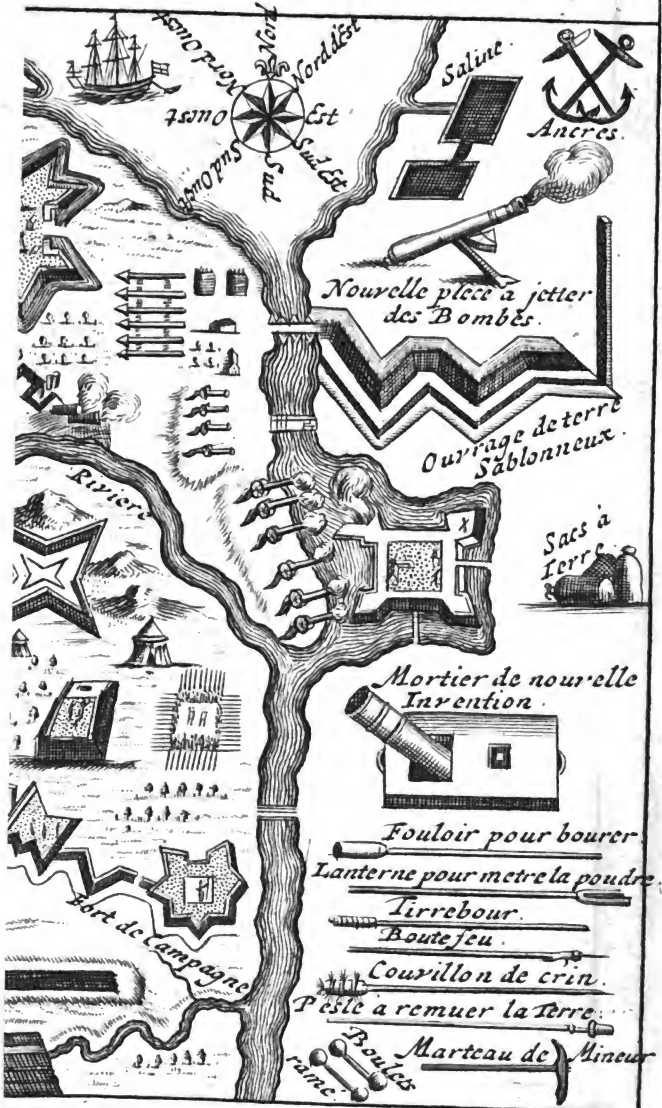 Nord
Nord d'Est
Est
Sud Est
Sud
Sud Ouest
Ouest
Nord Ouest
Saline.
Ancres.
Nouvelle piece a jetter
des Bombes.
Ouvrage de terre
Sablonneux.
Riviere
X
Sacs à
Terre.
Mortier de nouvelle
Invention.
Fouloir pour bourer.
Lanterne pour metre la poudre.
Tirrebour.
Boutefeu.
Couvillon de crin.
Pesle a remuer la Terre.
Fort de Campagne
Boulets
rame.
Marteau de Mineur